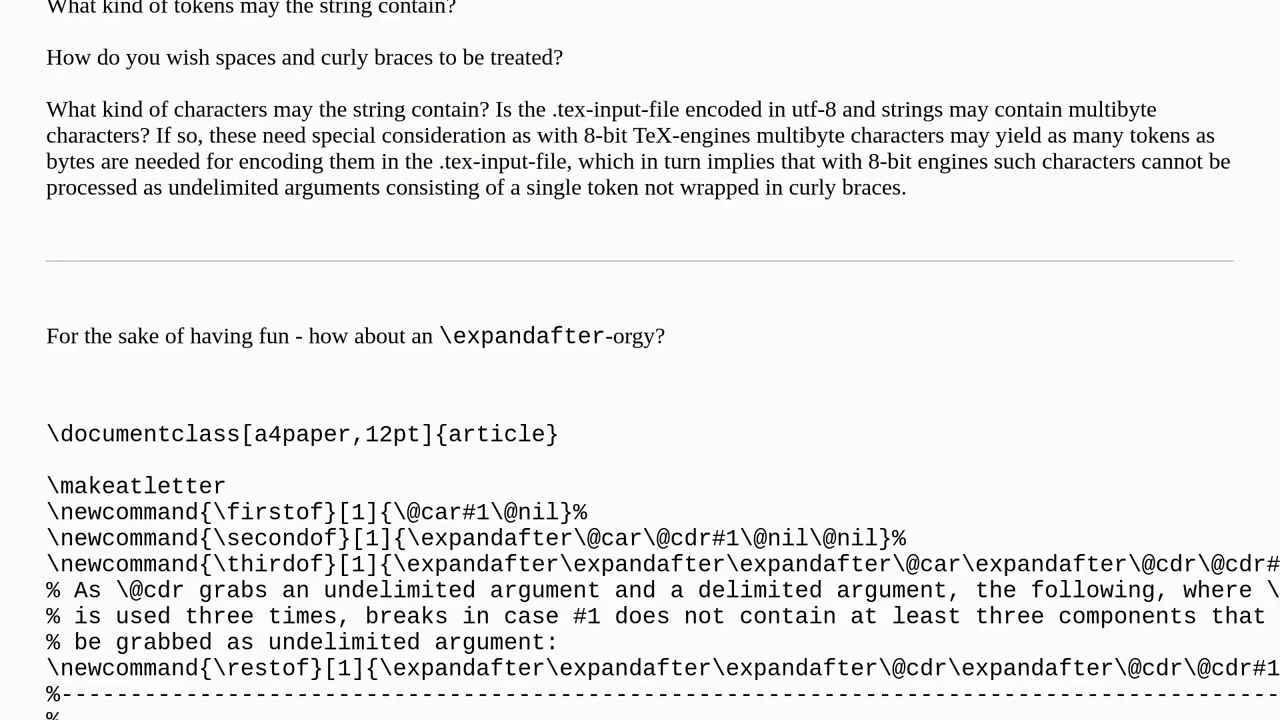 What kind of tokens may the string contain?
How do you wish spaces and curly braces to be treated?
What kind of characters may the string contain? Is the .tex-input-file encoded in utf-8 and strings may contain multibyte
characters? If so, these need special consideration as with 8-bit TeX-engines multibyte characters may yield as many tokens as
bytes are needed for encoding them in the .tex-input-file, which in turn implies that with 8-bit engines such characters cannot be
processed as undelimited arguments consisting of a single token not wrapped in curly braces.
For the sake of having fun - how about an \expandafter-orgy?
\documentclass[a4paper,12pt]{article}
\makeatletter
\newcommand{\firstof}[1]{\@car#1\@nil}%
\newcommand{\secondof}[1]{\expandafter\@car\@cdr#1\@nil\@nil}%
\newcommand{\thirdof}[1]{\expandafter\expandafter\expandafter\@car\expandafter\@cdr\@cdr#
% As \@cdr grabs an undelimited argument and a delimited argument, the following, where \
% is used three times, breaks in case #1 does not contain at least three components that
% be grabbed as undelimited argument:
\newcommand{\restof}[1]{\expandafter\expandafter\expandafter\@cdr\expandafter\@cdr\@cdr#1
%----------------------------------------------------------------------------------------
%